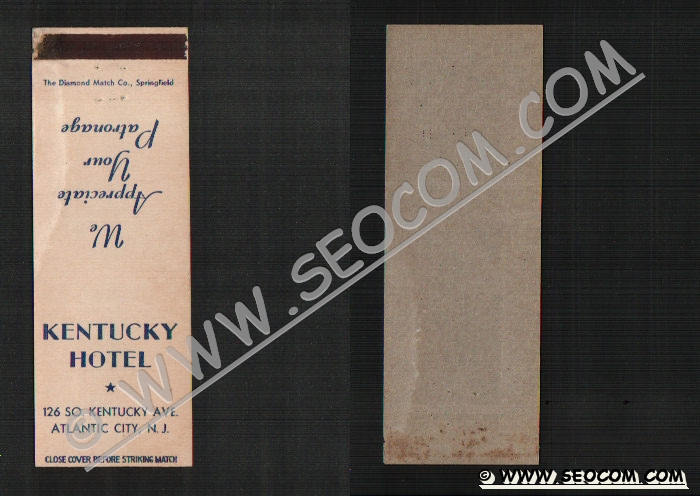 The Diamond Match Co., Springfield
We
Appreciate
Your
Patronage
KENTUCKY
HOTEL
126 SO. KENTUCKY AVE.
ATLANTIC CITY, N. J.
CLOSE COVER BEFORE STRIKING MATCH
© WWW.SEOCOM.COM
© WWW.SEOCOM.COM